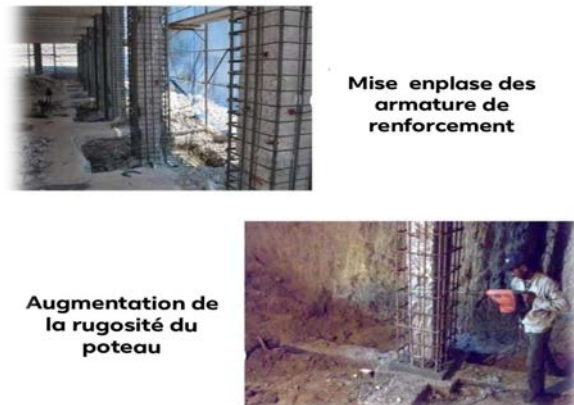 Mise enplase des
armature de
renforcement
Augmentation de
la rugosité du
poteau